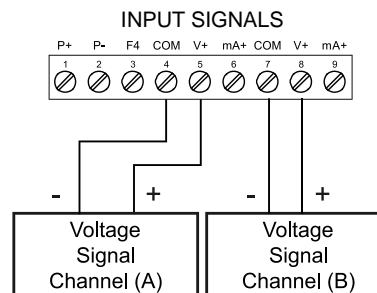 INPUT SIGNALS
P+ P- F4 COM V+ mA+ COM V+ mA+
1 2 3 4 5 6 7 8 9
- + - +
Voltage
Signal
Channel (A)
Voltage
Signal
Channel (B)